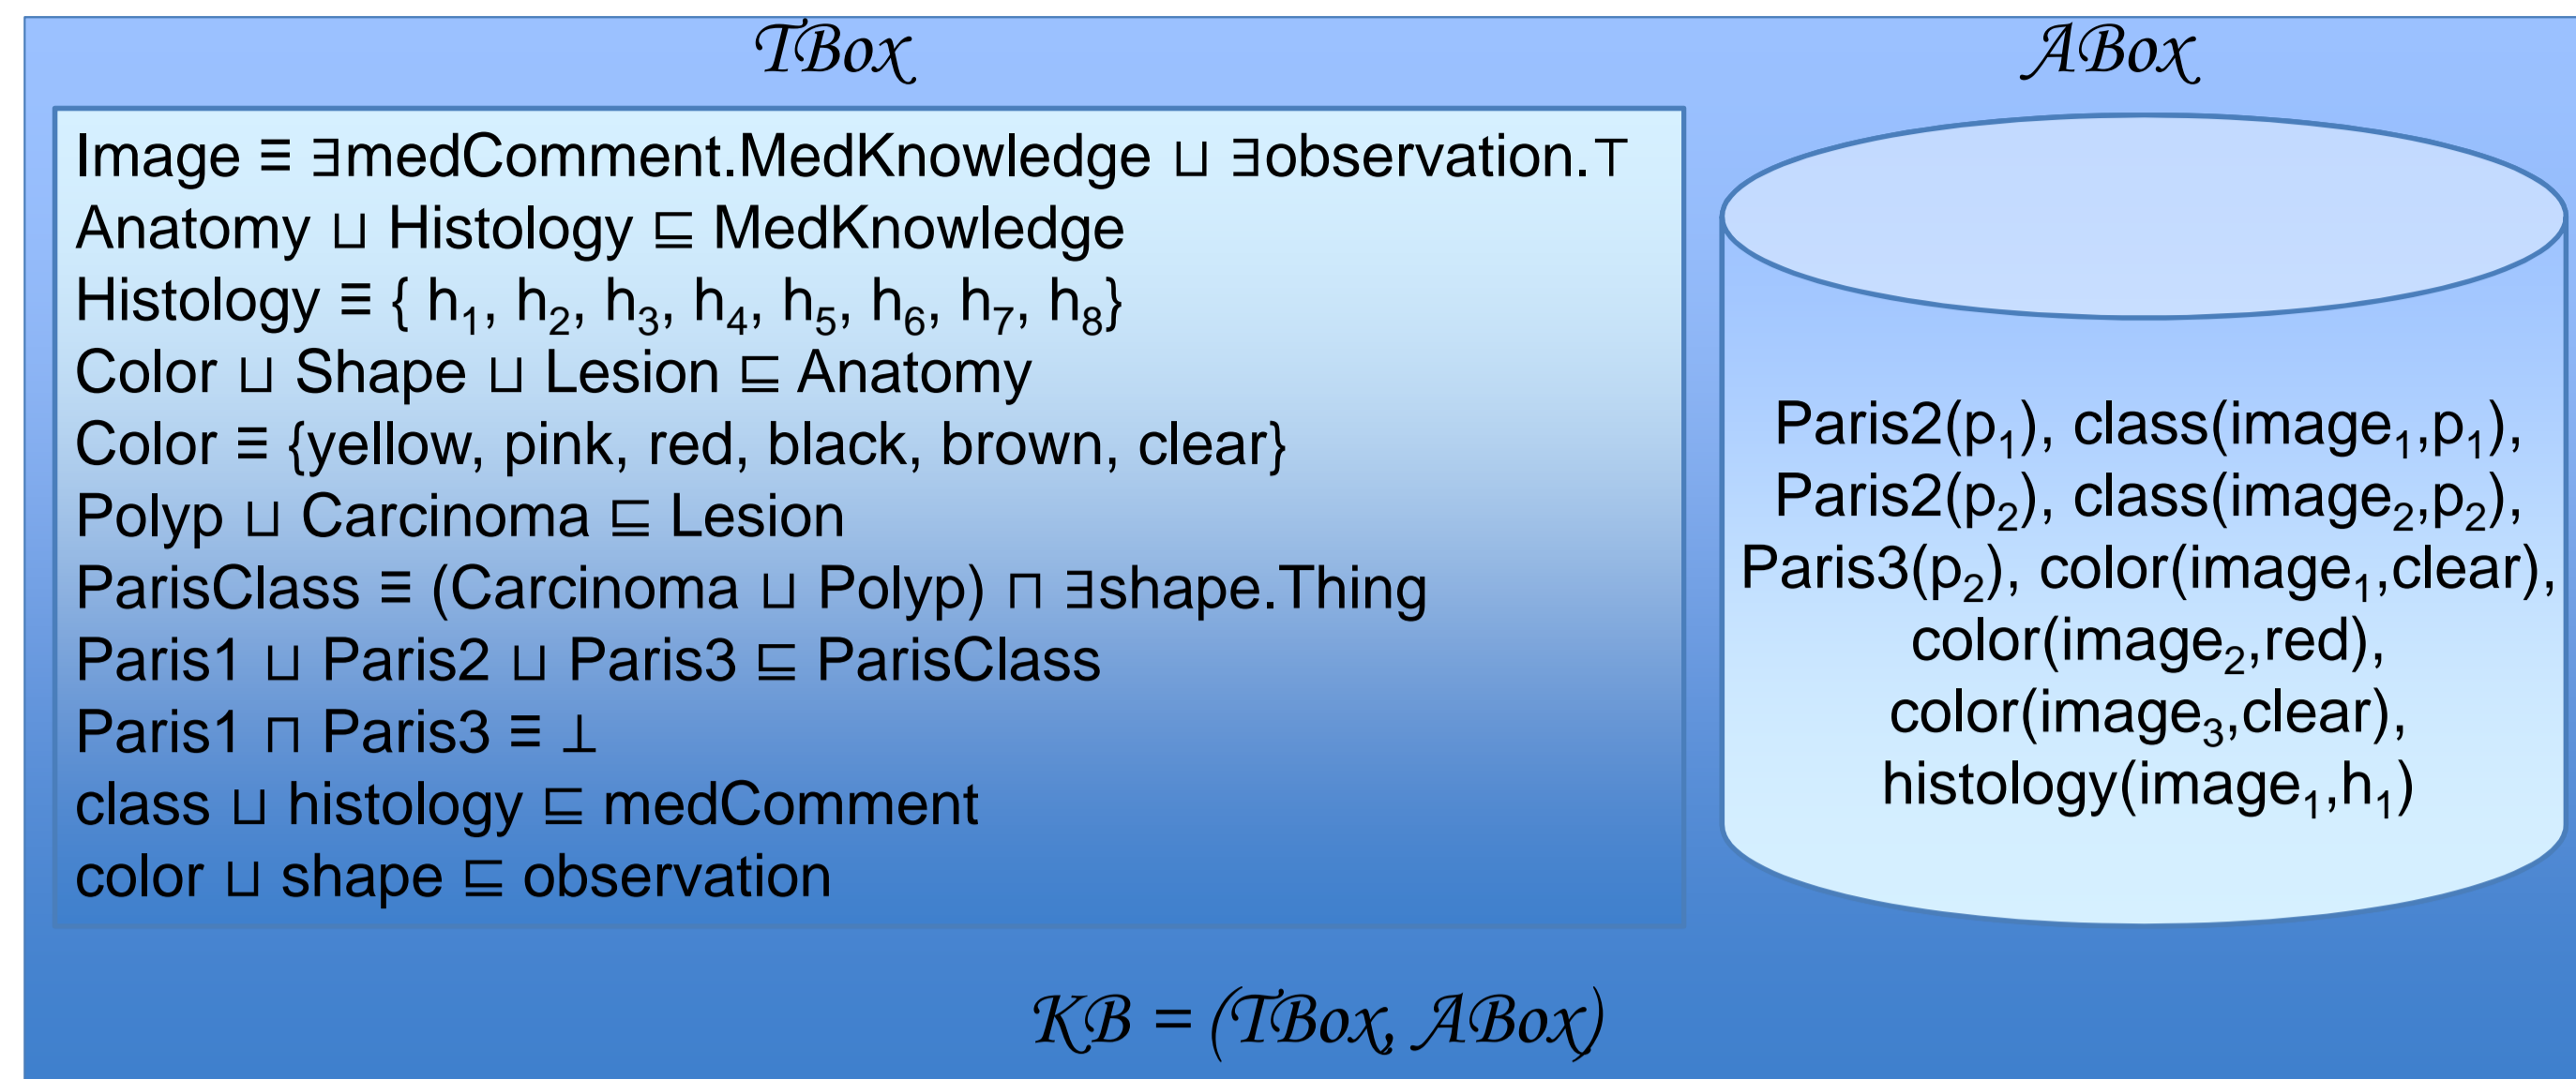 TBox
Image ≡ ∃medComment.MedKnowledge ⊔ ∃observation.⊤
Anatomy ⊔ Histology ⊑ MedKnowledge
Histology ≡ { h₁, h₂, h₃, h₄, h₅, h₆, h₇, h₈}
Color ⊔ Shape ⊔ Lesion ⊑ Anatomy
Color ≡ {yellow, pink, red, black, brown, clear}
Polyp ⊔ Carcinoma ⊑ Lesion
ParisClass ≡ (Carcinoma ⊔ Polyp) ⊓ ∃shape.Thing
Paris1 ⊔ Paris2 ⊔ Paris3 ⊑ ParisClass
Paris1 ⊓ Paris3 ≡ ⊥
class ⊔ histology ⊑ medComment
color ⊔ shape ⊑ observation
ABox
Paris2(p₁), class(image₁,p₁),
Paris2(p₂), class(image₂,p₂),
Paris3(p₂), color(image₁,clear),
color(image₂,red),
color(image₃,clear),
histology(image₁,h₁)
KB = (TBox, ABox)